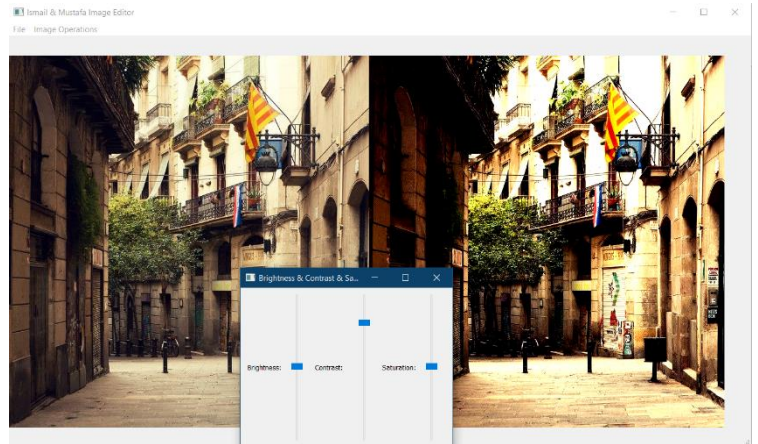 Ismail & Mustafa Image Editor
File Image Operations
Brightness & Contrast & Sa...
Brightness: Contrast: Saturation: